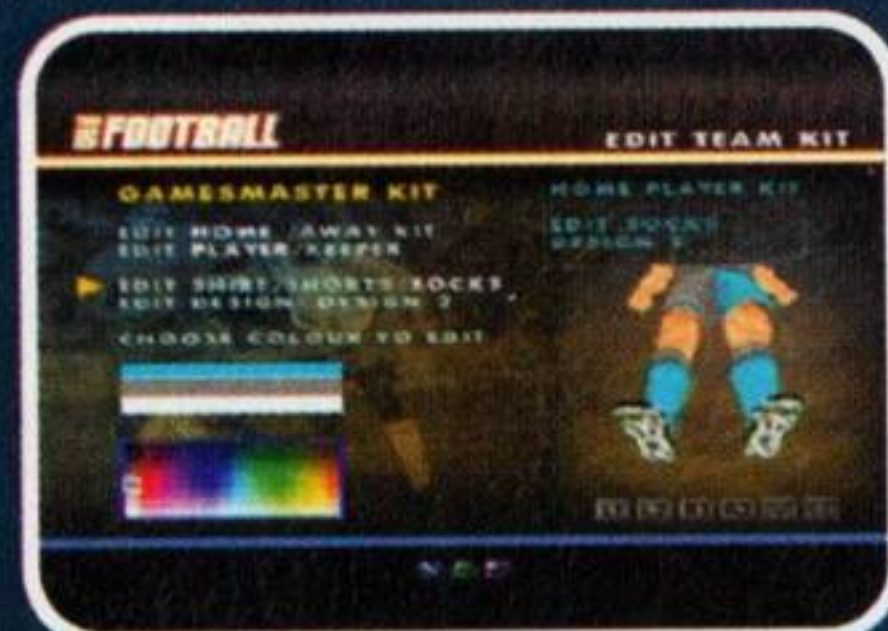 FOOTBALL
EDIT TEAM KIT
GAMESMASTER KIT
EDIT HOME/AWAY KIT
EDIT PLAYER/KEEPER
EDIT SHIRT/SHORTS/SOCKS
EDIT DESIGN: DESIGN 2
CHOOSE COLOUR TO EDIT
HOME PLAYER KIT
EDIT SOCKS
DESIGN 2